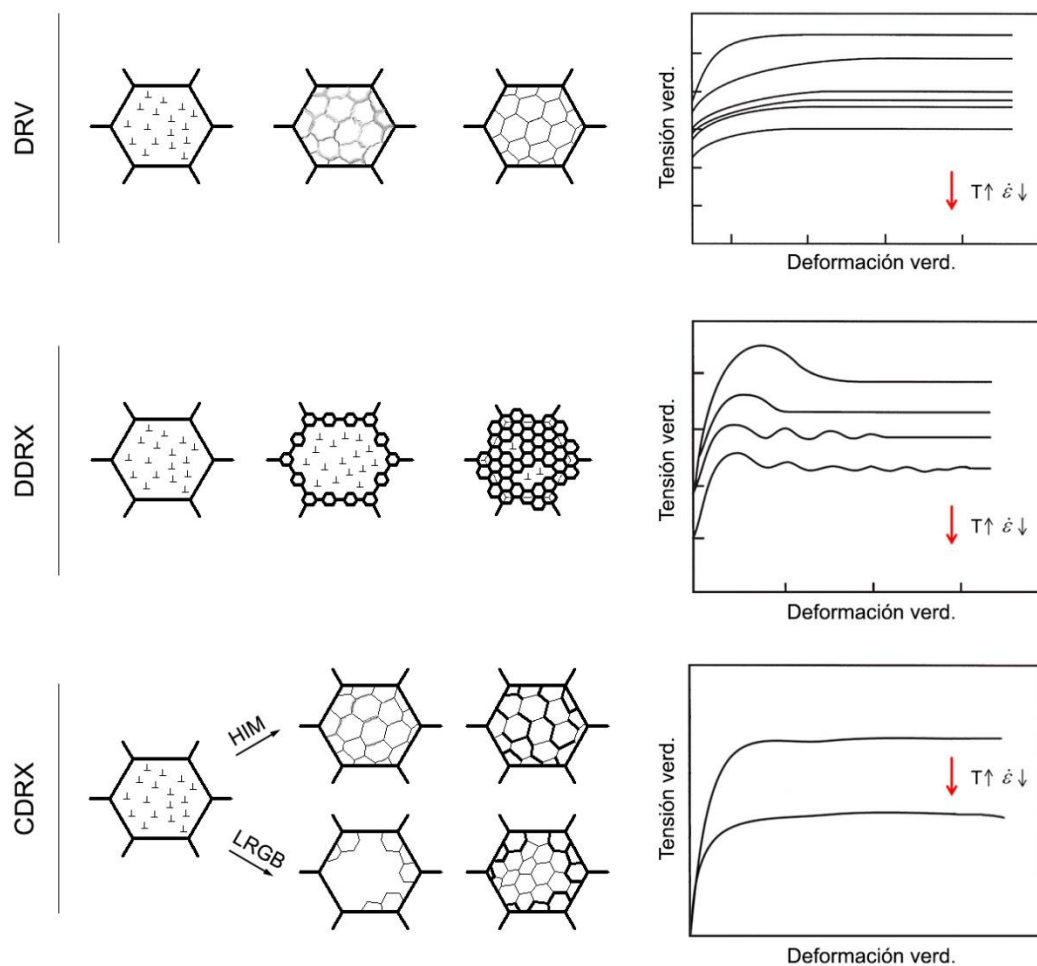 DRV
Tensión verd.
T↑ ε̇↓
Deformación verd.
DDRX
Tensión verd.
T↑ ε̇↓
Deformación verd.
CDRX
HIM
LRGB
Tensión verd.
T↑ ε̇↓
Deformación verd.